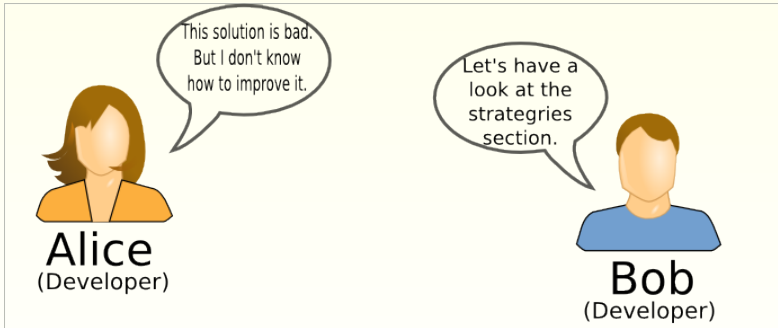 This solution is bad.
But I don't know
how to improve it.
Let's have a
look at the
strategries
section.
Alice
(Developer)
Bob
(Developer)